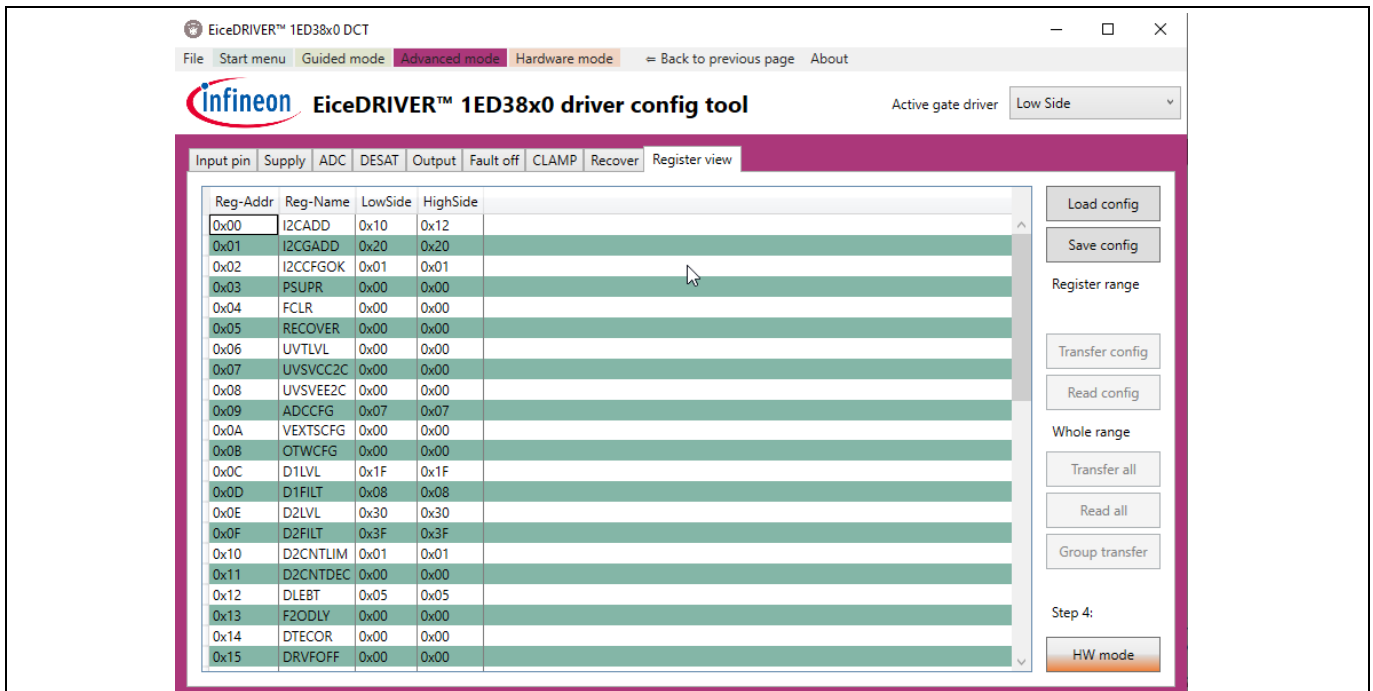 EiceDRIVER™ 1ED38x0 DCT
File Start menu Guided mode Advanced mode Hardware mode ⇐ Back to previous page About
infineon EiceDRIVER™ 1ED38x0 driver config tool Active gate driver Low Side
Input pin Supply ADC DESAT Output Fault off CLAMP Recover Register view
Reg-Addr Reg-Name LowSide HighSide
0x00 I2CADD 0x10 0x12
0x01 I2CGADD 0x20 0x20
0x02 I2CCFGOK 0x01 0x01
0x03 PSUPR 0x00 0x00
0x04 FCLR 0x00 0x00
0x05 RECOVER 0x00 0x00
0x06 UVTLVL 0x00 0x00
0x07 UVSVCC2C 0x00 0x00
0x08 UVSVEE2C 0x00 0x00
0x09 ADCCFG 0x07 0x07
0x0A VEXTSCFG 0x00 0x00
0x0B OTWCFG 0x00 0x00
0x0C D1LVL 0x1F 0x1F
0x0D D1FILT 0x08 0x08
0x0E D2LVL 0x30 0x30
0x0F D2FILT 0x3F 0x3F
0x10 D2CNTLIM 0x01 0x01
0x11 D2CNTDEC 0x00 0x00
0x12 DLEBT 0x05 0x05
0x13 F2ODLY 0x00 0x00
0x14 DTECOR 0x00 0x00
0x15 DRVFOFF 0x00 0x00
Load config
Save config
Register range
Transfer config
Read config
Whole range
Transfer all
Read all
Group transfer
Step 4:
HW mode